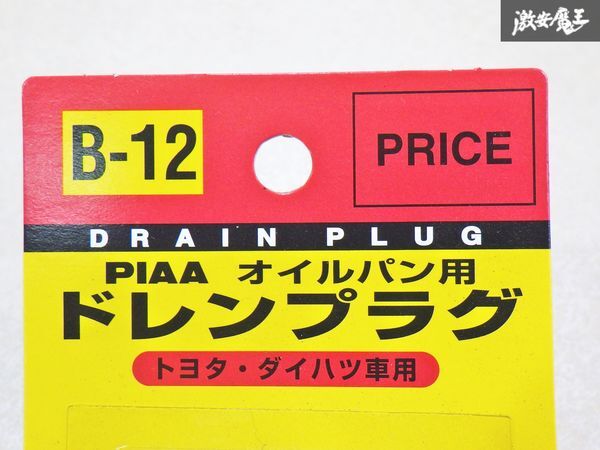 激安魔王
B-12
PRICE
DRAIN PLUG
PIAA オイルパン用
ドレンプラグ
トヨタ・ダイハツ車用